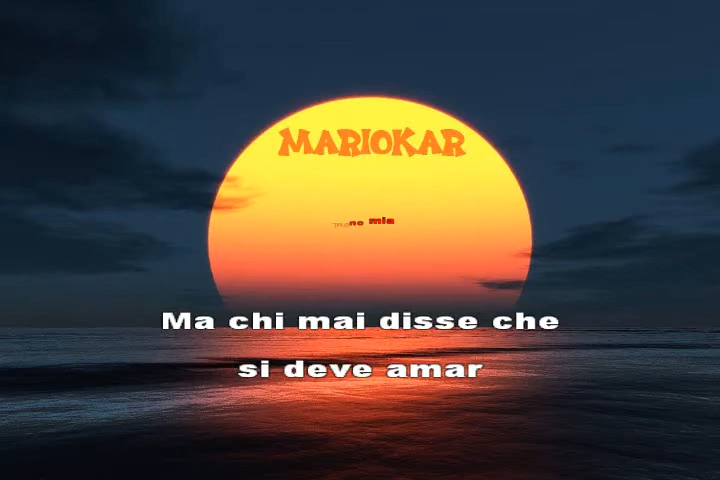 MARIOKAR
no mia
Ma chi mai disse che
si deve amar